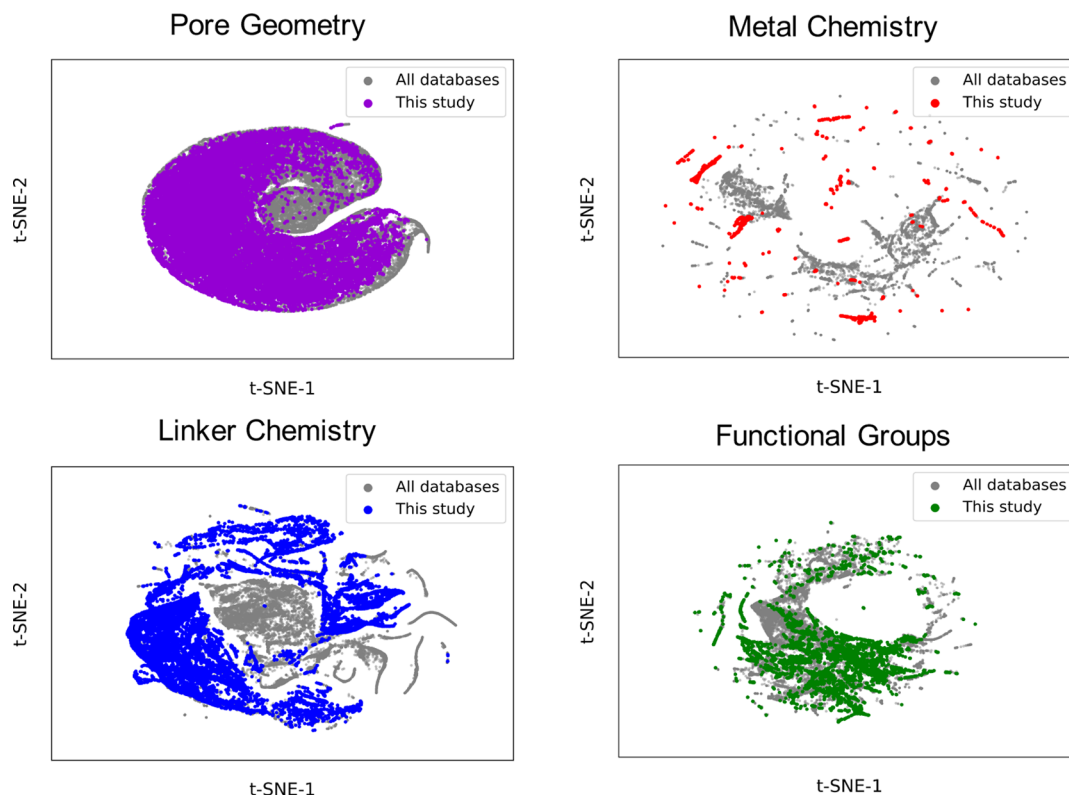 Pore Geometry
All databases
This study
t-SNE-2
t-SNE-1
Metal Chemistry
All databases
This study
t-SNE-2
t-SNE-1
Linker Chemistry
All databases
This study
t-SNE-2
t-SNE-1
Functional Groups
All databases
This study
t-SNE-2
t-SNE-1